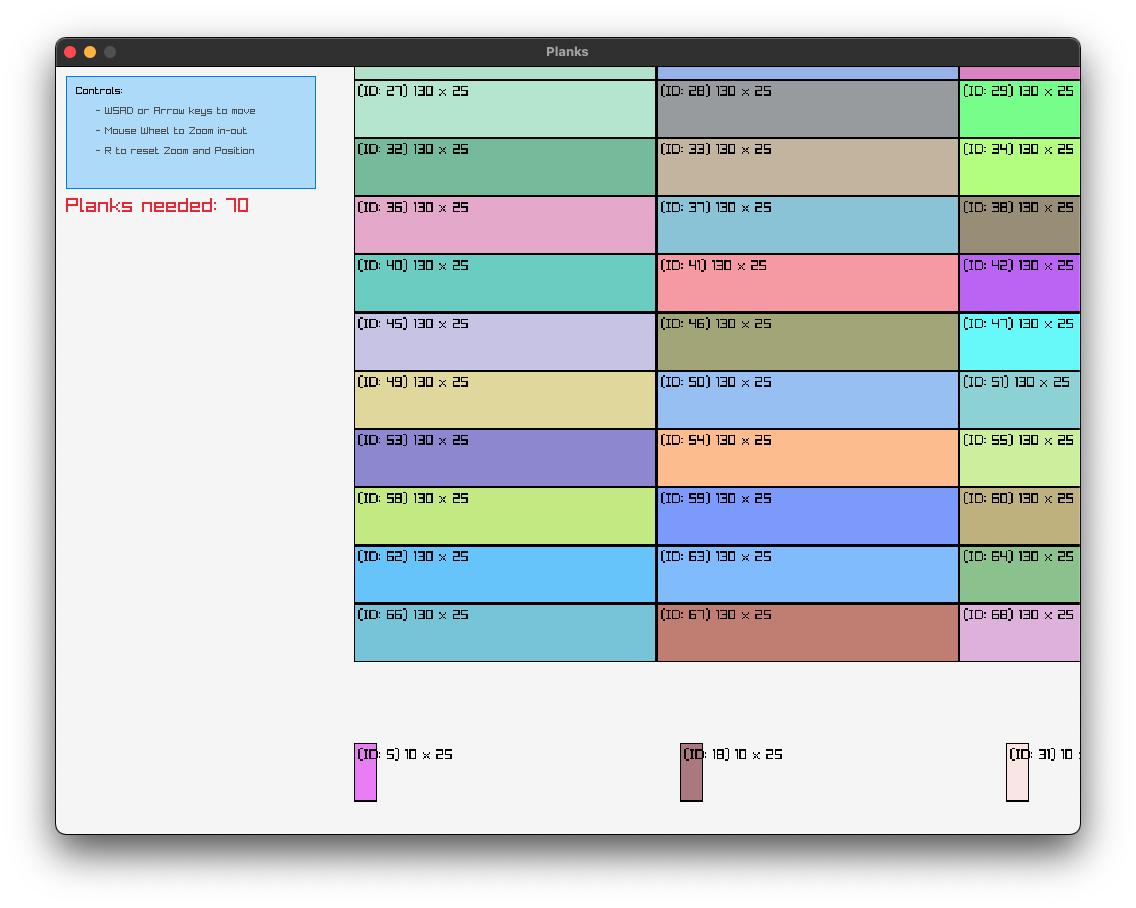 Planks
Controls:
- WSAD or Arrow keys to move
- Mouse Wheel to Zoom in-out
- R to reset Zoom and Position
Planks needed: 70
(ID: 27) 130 x 25 (ID: 28) 130 x 25 (ID: 29) 130 x 25
(ID: 32) 130 x 25 (ID: 33) 130 x 25 (ID: 34) 130 x 25
(ID: 36) 130 x 25 (ID: 37) 130 x 25 (ID: 38) 130 x 25
(ID: 40) 130 x 25 (ID: 41) 130 x 25 (ID: 42) 130 x 25
(ID: 45) 130 x 25 (ID: 46) 130 x 25 (ID: 47) 130 x 25
(ID: 49) 130 x 25 (ID: 50) 130 x 25 (ID: 51) 130 x 25
(ID: 53) 130 x 25 (ID: 54) 130 x 25 (ID: 55) 130 x 25
(ID: 58) 130 x 25 (ID: 59) 130 x 25 (ID: 60) 130 x 25
(ID: 62) 130 x 25 (ID: 63) 130 x 25 (ID: 64) 130 x 25
(ID: 66) 130 x 25 (ID: 67) 130 x 25 (ID: 68) 130 x 25
(ID: 5) 10 x 25 (ID: 18) 10 x 25 (ID: 31) 10